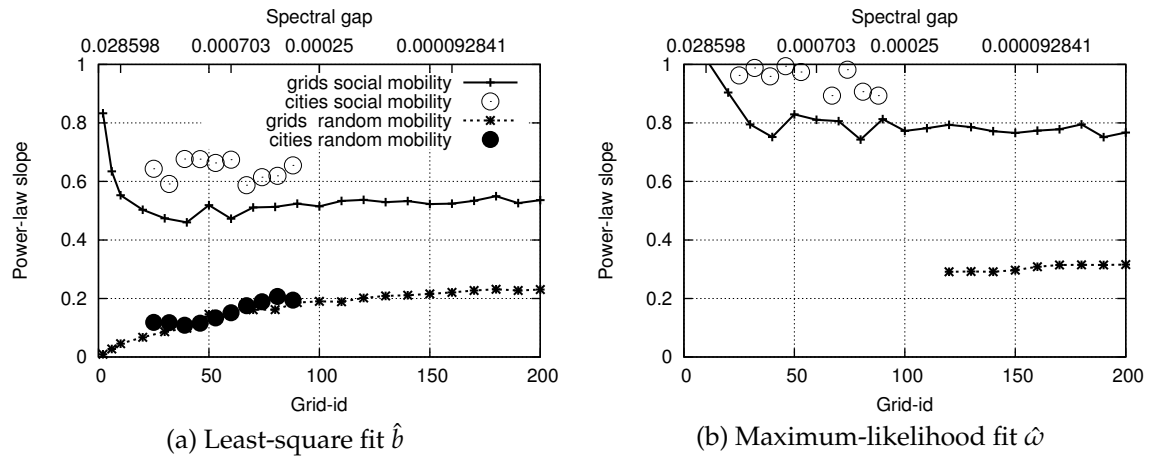 Spectral gap
0.028598 0.000703 0.00025 0.000092841
1
0.8
0.6
0.4
0.2
0
Power-law slope
grids social mobility
cities social mobility
grids random mobility
cities random mobility
0 50 100 150 200
Grid-id
(a) Least-square fit b̂
Spectral gap
0.028598 0.000703 0.00025 0.000092841
1
0.8
0.6
0.4
0.2
0
Power-law slope
0 50 100 150 200
Grid-id
(b) Maximum-likelihood fit ω̂